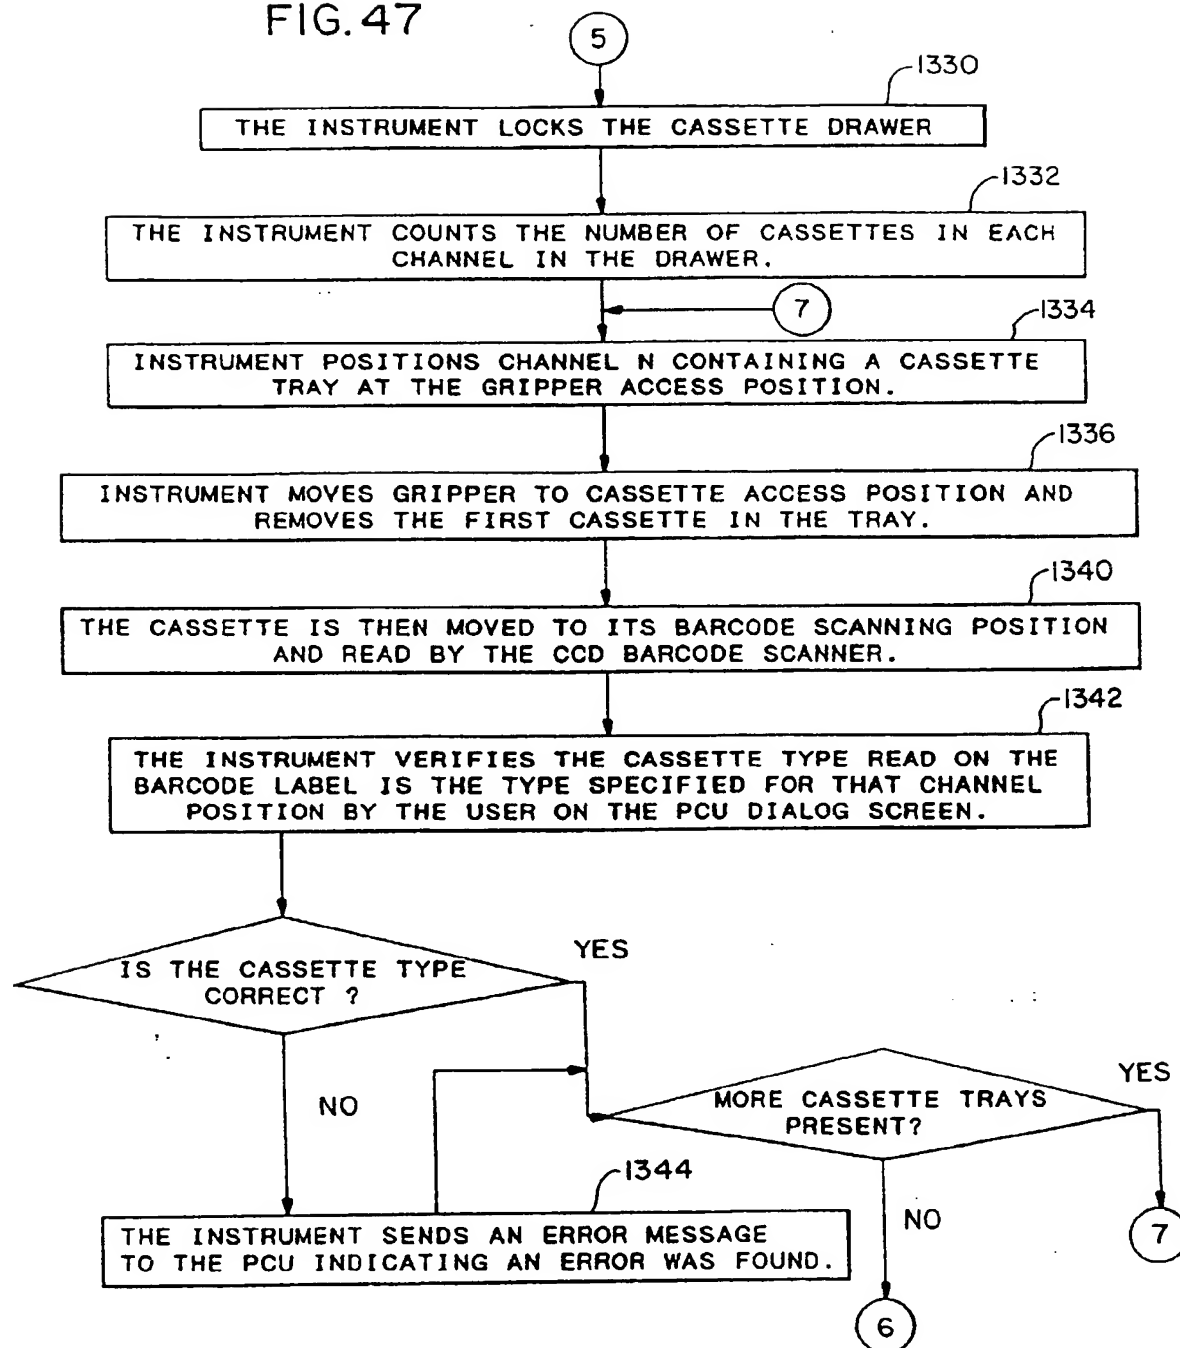 FIG. 47
5
1330
THE INSTRUMENT LOCKS THE CASSETTE DRAWER
1332
THE INSTRUMENT COUNTS THE NUMBER OF CASSETTES IN EACH
CHANNEL IN THE DRAWER.
7
1334
INSTRUMENT POSITIONS CHANNEL N CONTAINING A CASSETTE
TRAY AT THE GRIPPER ACCESS POSITION.
1336
INSTRUMENT MOVES GRIPPER TO CASSETTE ACCESS POSITION AND
REMOVES THE FIRST CASSETTE IN THE TRAY.
1340
THE CASSETTE IS THEN MOVED TO ITS BARCODE SCANNING POSITION
AND READ BY THE CCD BARCODE SCANNER.
1342
THE INSTRUMENT VERIFIES THE CASSETTE TYPE READ ON THE
BARCODE LABEL IS THE TYPE SPECIFIED FOR THAT CHANNEL
POSITION BY THE USER ON THE PCU DIALOG SCREEN.
IS THE CASSETTE TYPE
CORRECT ?
YES
NO
MORE CASSETTE TRAYS
PRESENT?
YES
NO
7
1344
THE INSTRUMENT SENDS AN ERROR MESSAGE
TO THE PCU INDICATING AN ERROR WAS FOUND.
6